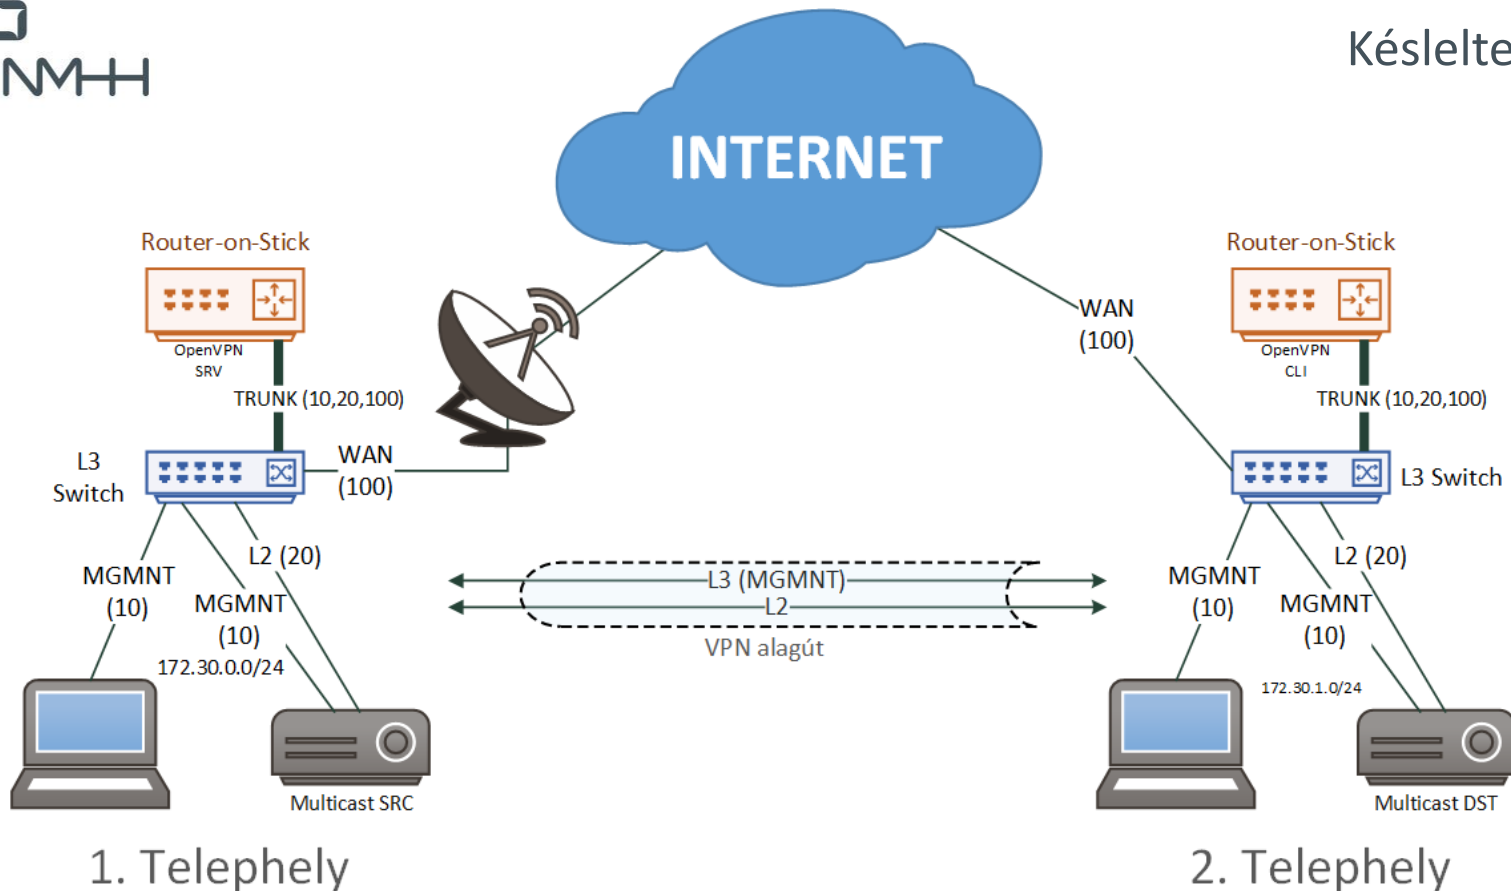 NMHH
Késlelte
INTERNET
Router-on-Stick
OpenVPN
SRV
TRUNK (10,20,100)
L3
Switch
WAN
(100)
MGMNT
(10)
L2 (20)
MGMNT
(10)
172.30.0.0/24
Multicast SRC
1. Telephely
L3 (MGMNT)
L2
VPN alagút
WAN
(100)
Router-on-Stick
OpenVPN
CLI
TRUNK (10,20,100)
L3 Switch
MGMNT
(10)
L2 (20)
MGMNT
(10)
172.30.1.0/24
Multicast DST
2. Telephely